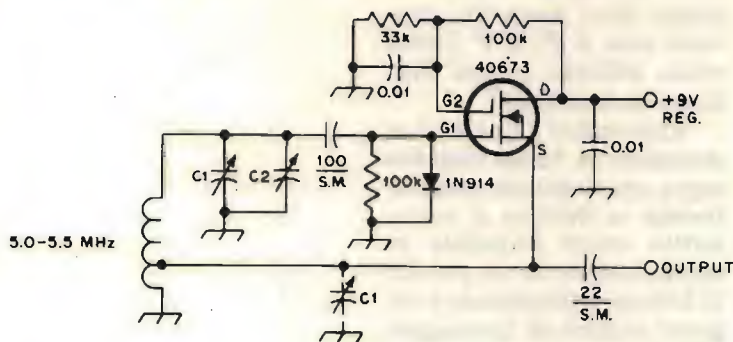 33k
100k
0.01
40673
G2
D
+9V
REG.
G1
S
0.01
C1
C2
100
S.M.
100k
1N914
5.0-5.5 MHz
C1
22
S.M.
OUTPUT